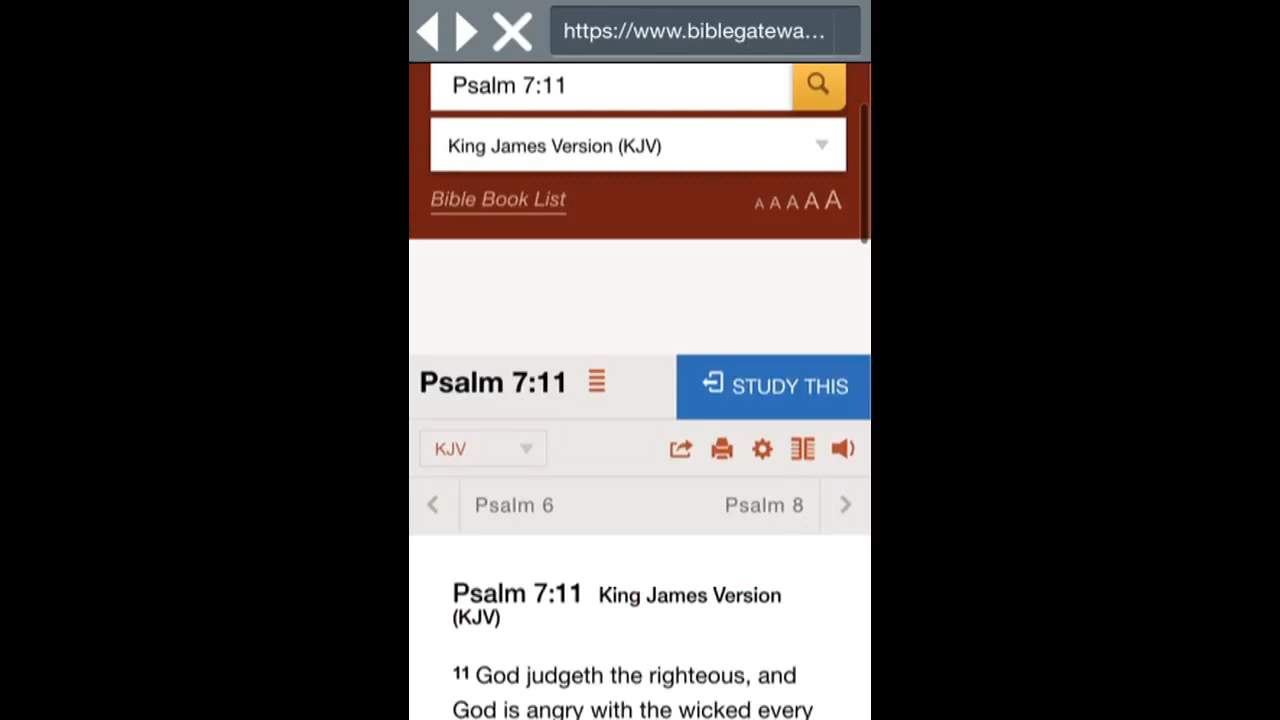 https://www.biblegatewa...
Psalm 7:11
King James Version (KJV)
Bible Book List
A A A A A
Psalm 7:11
STUDY THIS
KJV
Psalm 6
Psalm 8
Psalm 7:11 King James Version
(KJV)
11 God judgeth the righteous, and
God is angry with the wicked every